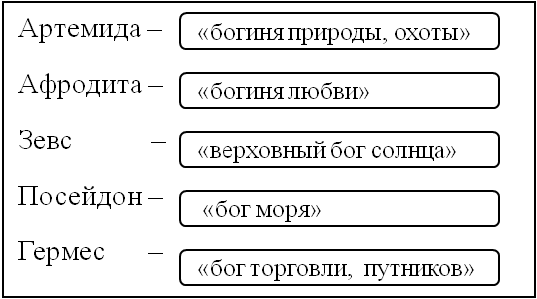 Артемида – «богиня природы, охоты»
Афродита – «богиня любви»
Зевс – «верховный бог солнца»
Посейдон – «бог моря»
Гермес – «бог торговли, путников»